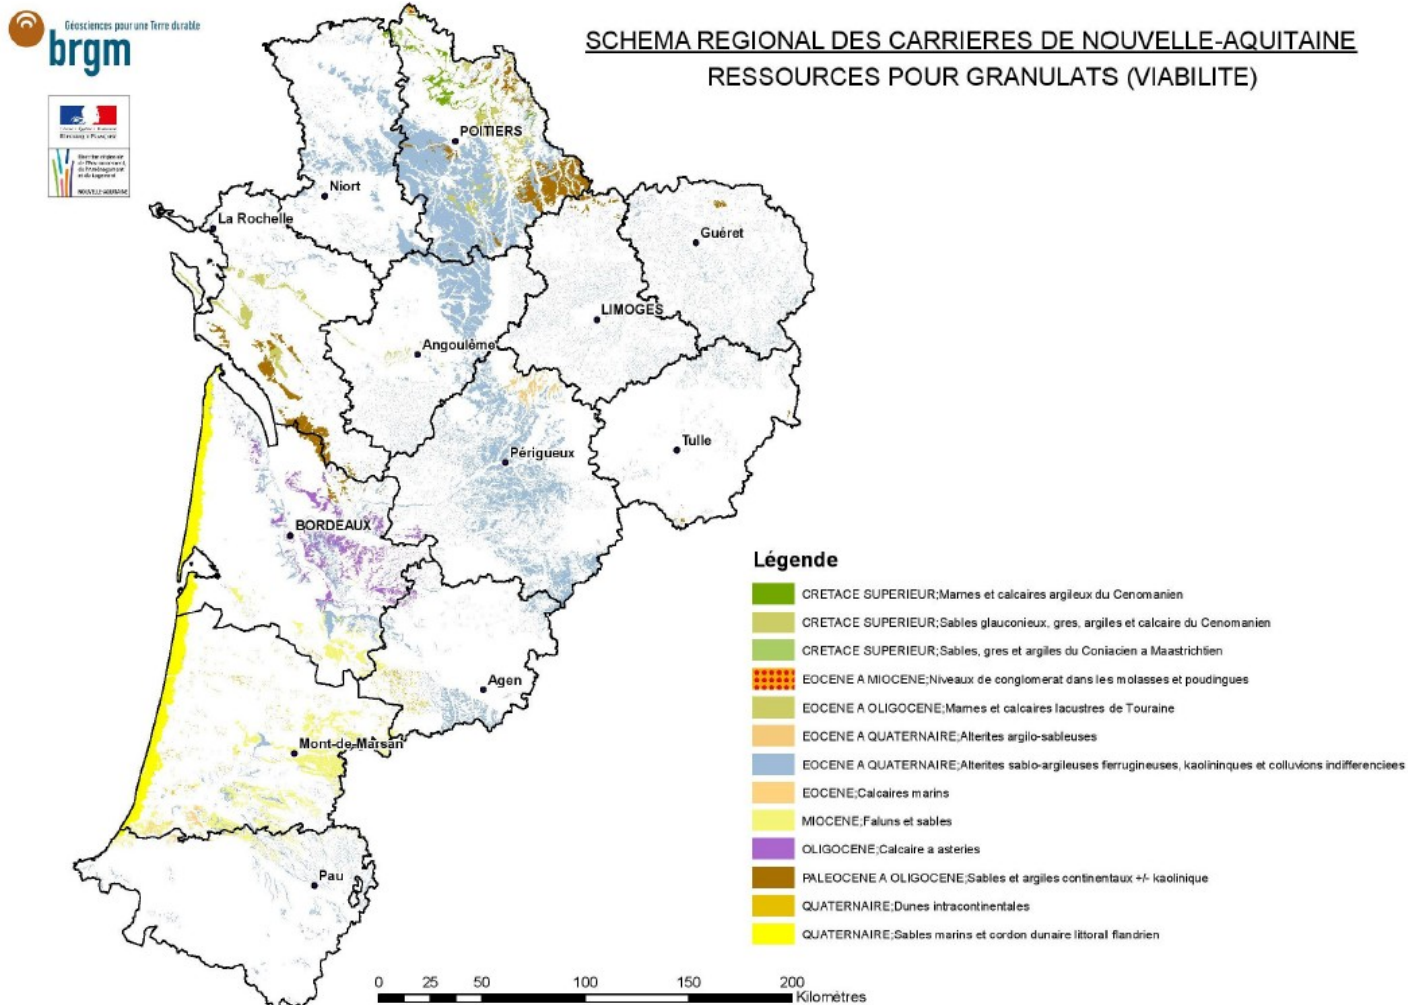 Géosciences pour une Terre durable
brgm
SCHEMA REGIONAL DES CARRIERES DE NOUVELLE-AQUITAINE
RESSOURCES POUR GRANULATS (VIABILITE)
NOUVELLE-AQUITAINE
POITIERS
Niort
La Rochelle
Guéret
LIMOGES
Angoulême
Tulle
Périgueux
BORDEAUX
Agen
Mont-de-Marsan
Pau
Légende
CRETACE SUPERIEUR;Marnes et calcaires argileux du Cenomanien
CRETACE SUPERIEUR;Sables glauconieux, gres, argiles et calcaire du Cenomanien
CRETACE SUPERIEUR;Sables, gres et argiles du Coniacien a Maastrichtien
EOCENE A MIOCENE;Niveaux de conglomerat dans les molasses et poudingues
EOCENE A OLIGOCENE;Marnes et calcaires lacustres de Touraine
EOCENE A QUATERNAIRE;Alterites argilo-sableuses
EOCENE A QUATERNAIRE;Alterites sablo-argileuses ferrugineuses, kaolininques et colluvions indifferenciees
EOCENE;Calcaires marins
MIOCENE;Faluns et sables
OLIGOCENE;Calcaire a asteries
PALEOCENE A OLIGOCENE;Sables et argiles continentaux +/- kaolinique
QUATERNAIRE;Dunes intracontinentales
QUATERNAIRE;Sables marins et cordon dunaire littoral flandrien
0 25 50 100 150 200
Kilomètres